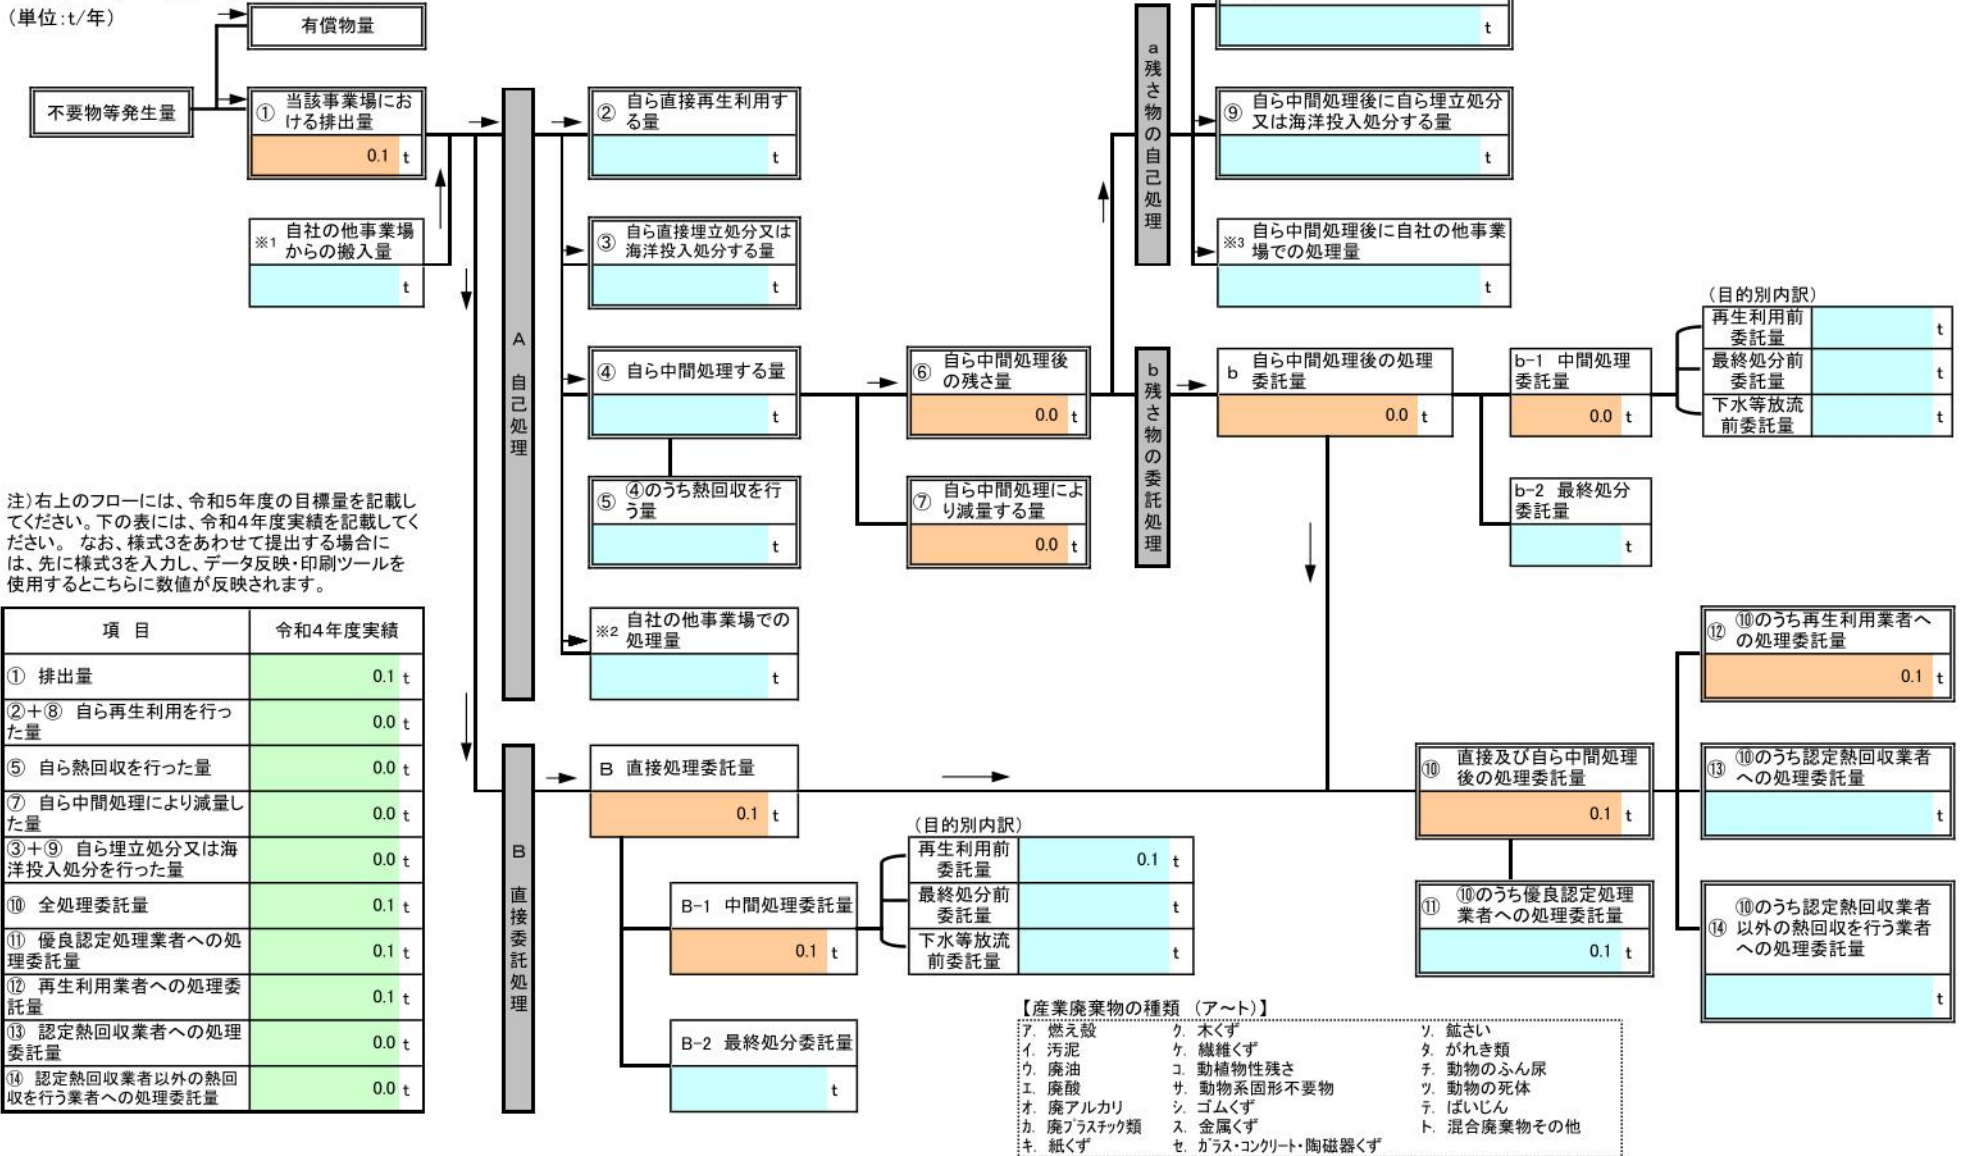 (単位:t/年)
有償物量
不要物等発生量
① 当該事業場にお
ける排出量
0.1 t
※1 自社の他事業場
からの搬入量
t
A
自己処理
② 自ら直接再生利用す
る量
t
③ 自ら直接埋立処分又は
海洋投入処分する量
t
④ 自ら中間処理する量
t
⑤ ④のうち熱回収を行
う量
t
※2 自社の他事業場での
処理量
t
⑥ 自ら中間処理後
の残さ量
0.0 t
⑦ 自ら中間処理によ
り減量する量
0.0 t
a
残さ物の自己処理
t
⑨ 自ら中間処理後に自ら埋立処分
又は海洋投入処分する量
t
※3 自ら中間処理後に自社の他事業
場での処理量
t
b
残さ物の委託処理
b 自ら中間処理後の処理
委託量
0.0 t
b-1 中間処理
委託量
0.0 t
(目的別内訳)
再生利用前
委託量
t
最終処分前
委託量
t
下水等放流
前委託量
t
b-2 最終処分
委託量
t
注)右上のフローには、令和5年度の目標量を記載し
てください。下の表には、令和4年度実績を記載してく
ださい。 なお、様式3をあわせて提出する場合に
は、先に様式3を入力し、データ反映・印刷ツールを
使用するとこちらに数値が反映されます。
項 目 令和4年度実績
① 排出量 0.1 t
②+⑧ 自ら再生利用を行っ
た量 0.0 t
⑤ 自ら熱回収を行った量 0.0 t
⑦ 自ら中間処理により減量し
た量 0.0 t
③+⑨ 自ら埋立処分又は海
洋投入処分を行った量 0.0 t
⑩ 全処理委託量 0.1 t
⑪ 優良認定処理業者への処
理委託量 0.1 t
⑫ 再生利用業者への処理委
託量 0.1 t
⑬ 認定熱回収業者への処理
委託量 0.0 t
⑭ 認定熱回収業者以外の熱回
収を行う業者への処理委託量 0.0 t
B
直接委託処理
B 直接処理委託量
0.1 t
B-1 中間処理委託量
0.1 t
(目的別内訳)
再生利用前
委託量
0.1 t
最終処分前
委託量
t
下水等放流
前委託量
t
B-2 最終処分委託量
t
⑩ 直接及び自ら中間処理
後の処理委託量
0.1 t
⑪ ⑩のうち優良認定処理
業者への処理委託量
0.1 t
⑫ ⑩のうち再生利用業者へ
の処理委託量
0.1 t
⑬ ⑩のうち認定熱回収業者
への処理委託量
t
⑭ ⑩のうち認定熱回収業者
以外の熱回収を行う業者
への処理委託量
t
【産業廃棄物の種類 (ア~ト)】
ア. 燃え殻 ク. 木くず ソ. 鉱さい
イ. 汚泥 ケ. 繊維くず タ. がれき類
ウ. 廃油 コ. 動植物性残さ チ. 動物のふん尿
エ. 廃酸 サ. 動物系固形不要物 ツ. 動物の死体
オ. 廃アルカリ シ. ゴムくず テ. ばいじん
カ. 廃プラスチック類 ス. 金属くず ト. 混合廃棄物その他
キ. 紙くず セ. ガラス・コンクリート・陶磁器くず